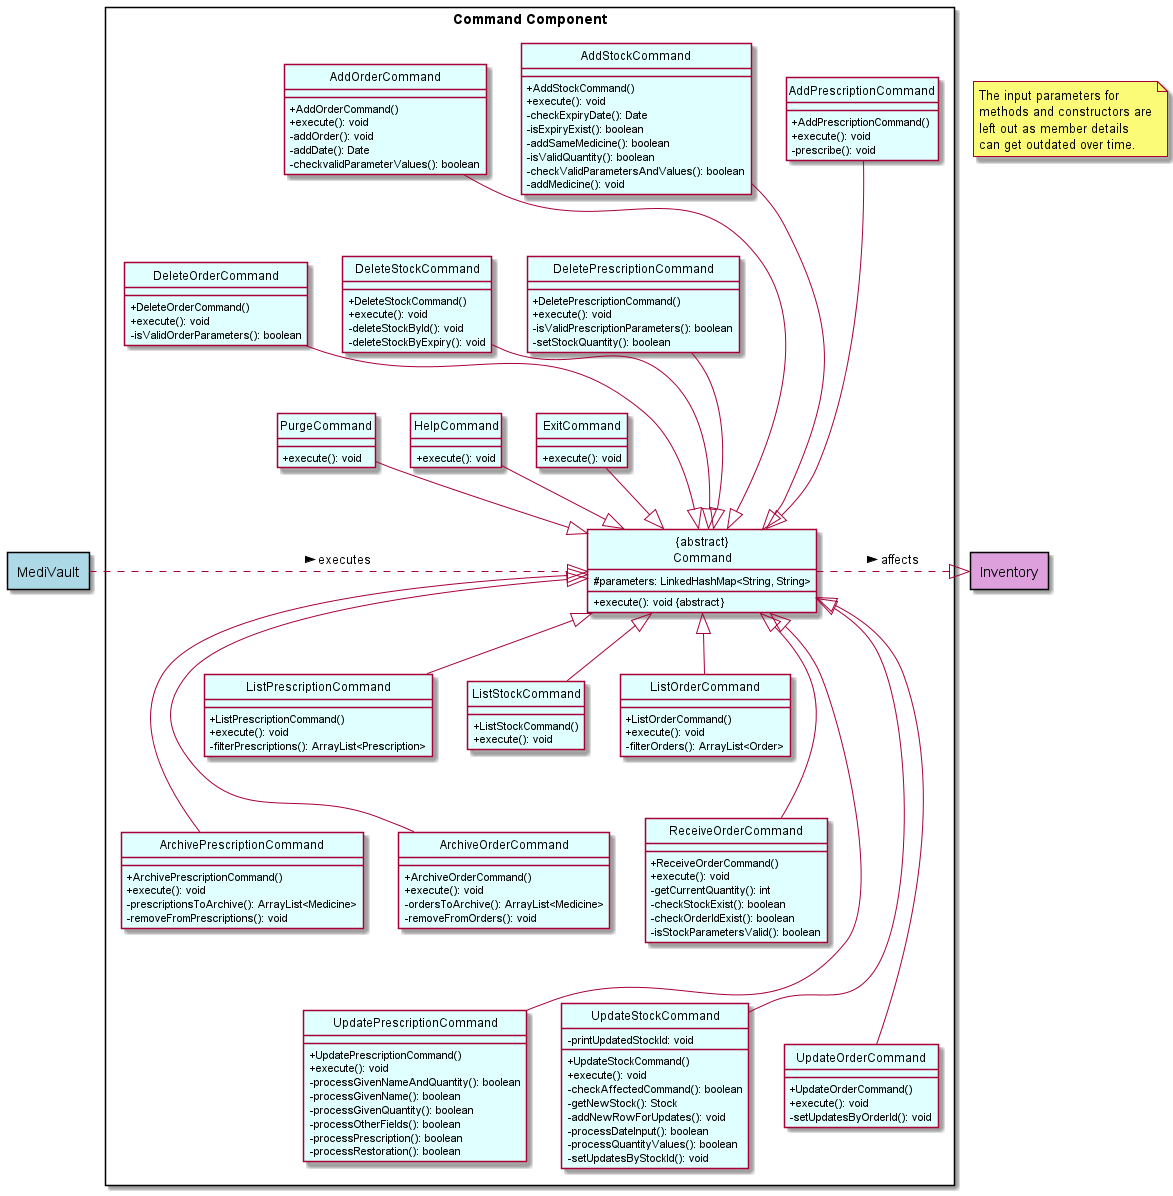 Command Component
AddOrderCommand
+AddOrderCommand()
+execute(): void
-addOrder(): void
-addDate(): Date
-checkvalidParameterValues(): boolean
AddStockCommand
+AddStockCommand()
+execute(): void
-checkExpiryDate(): Date
-isExpiryExist(): boolean
-addSameMedicine(): boolean
-isValidQuantity(): boolean
-checkValidParametersAndValues(): boolean
-addMedicine(): void
AddPrescriptionCommand
+AddPrescriptionCommand()
+execute(): void
-prescribe(): void
The input parameters for
methods and constructors are
left out as member details
can get outdated over time.
DeleteOrderCommand
+DeleteOrderCommand()
+execute(): void
-isValidOrderParameters(): boolean
DeleteStockCommand
+DeleteStockCommand()
+execute(): void
-deleteStockById(): void
-deleteStockByExpiry(): void
DeletePrescriptionCommand
+DeletePrescriptionCommand()
+execute(): void
-isValidPrescriptionParameters(): boolean
-setStockQuantity(): boolean
PurgeCommand
+execute(): void
HelpCommand
+execute(): void
ExitCommand
+execute(): void
MediVault
executes
{abstract}
Command
#parameters: LinkedHashMap<String, String>
+execute(): void {abstract}
affects
Inventory
ListPrescriptionCommand
+ListPrescriptionCommand()
+execute(): void
-filterPrescriptions(): ArrayList<Prescription>
ListStockCommand
+ListStockCommand()
+execute(): void
ListOrderCommand
+ListOrderCommand()
+execute(): void
-filterOrders(): ArrayList<Order>
ArchivePrescriptionCommand
+ArchivePrescriptionCommand()
+execute(): void
-prescriptionsToArchive(): ArrayList<Medicine>
-removeFromPrescriptions(): void
ArchiveOrderCommand
+ArchiveOrderCommand()
+execute(): void
-ordersToArchive(): ArrayList<Medicine>
-removeFromOrders(): void
ReceiveOrderCommand
+ReceiveOrderCommand()
+execute(): void
-getCurrentQuantity(): int
-checkStockExist(): boolean
-checkOrderIdExist(): boolean
-isStockParametersValid(): boolean
UpdatePrescriptionCommand
+UpdatePrescriptionCommand()
+execute(): void
-processGivenNameAndQuantity(): boolean
-processGivenName(): boolean
-processGivenQuantity(): boolean
-processOtherFields(): boolean
-processPrescription(): boolean
-processRestoration(): boolean
UpdateStockCommand
-printUpdatedStockId: void
+UpdateStockCommand()
+execute(): void
-checkAffectedCommand(): boolean
-getNewStock(): Stock
-addNewRowForUpdates(): void
-processDateInput(): boolean
-processQuantityValues(): boolean
-setUpdatesByStockId(): void
UpdateOrderCommand
+UpdateOrderCommand()
+execute(): void
-setUpdatesByOrderId(): void